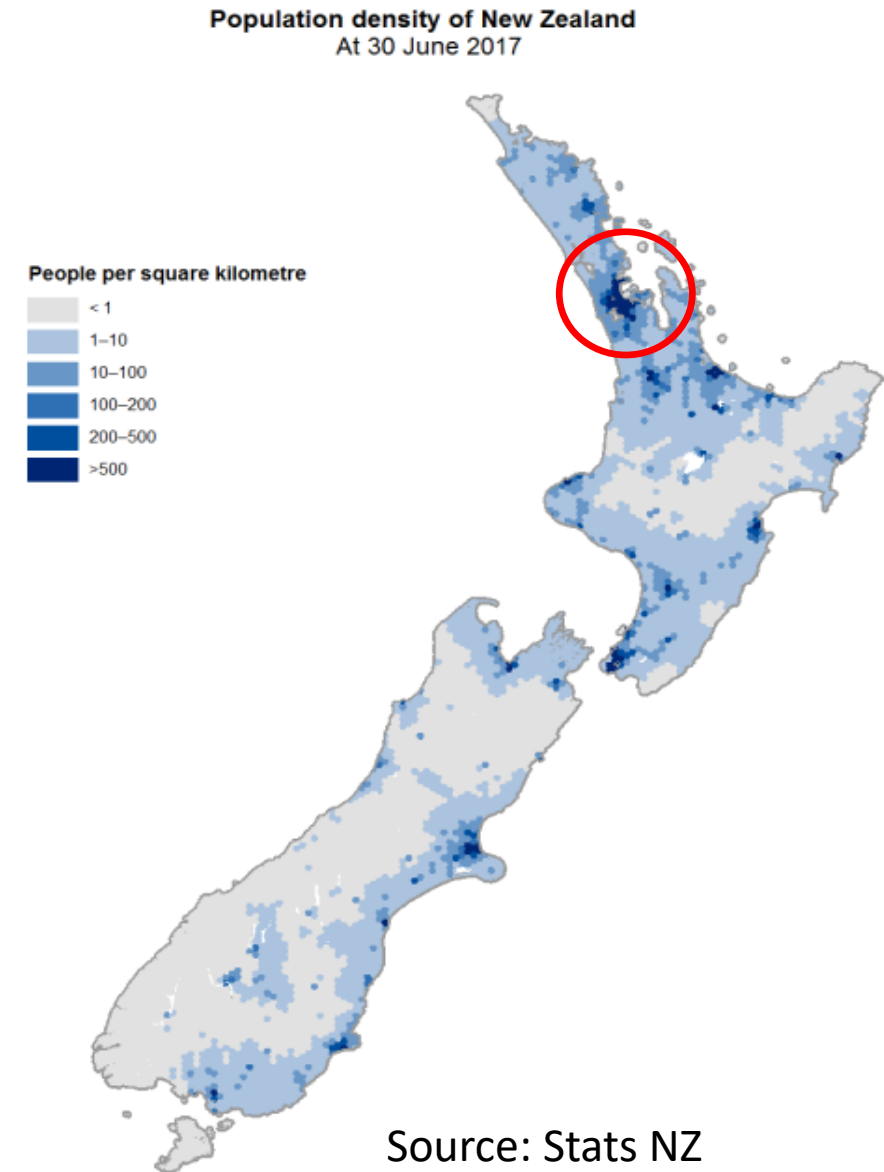 Population density of New Zealand
At 30 June 2017
People per square kilometre
< 1
1–10
10–100
100–200
200–500
>500
Source: Stats NZ